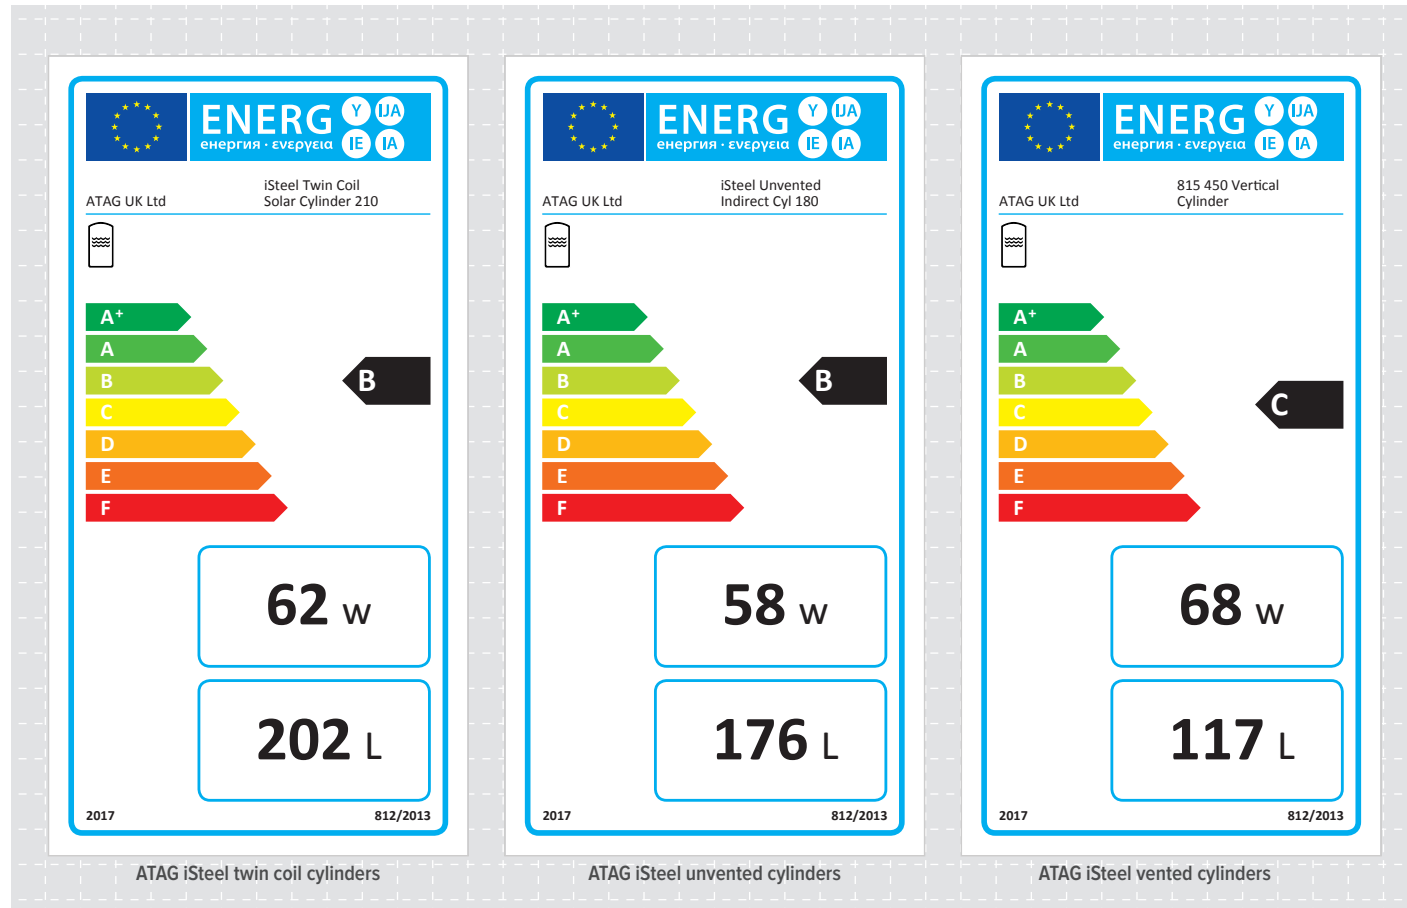 ENERG Y IJA
енергия · ενεργεια IE IA
ATAG UK Ltd
iSteel Twin Coil
Solar Cylinder 210
A+
A
B
C
D
E
F
B
62 W
202 L
2017
812/2013
ATAG iSteel twin coil cylinders
ENERG Y IJA
енергия · ενεργεια IE IA
ATAG UK Ltd
iSteel Unvented
Indirect Cyl 180
A+
A
B
C
D
E
F
B
58 W
176 L
2017
812/2013
ATAG iSteel unvented cylinders
ENERG Y IJA
енергия · ενεργεια IE IA
ATAG UK Ltd
815 450 Vertical
Cylinder
A+
A
B
C
D
E
F
C
68 W
117 L
2017
812/2013
ATAG iSteel vented cylinders